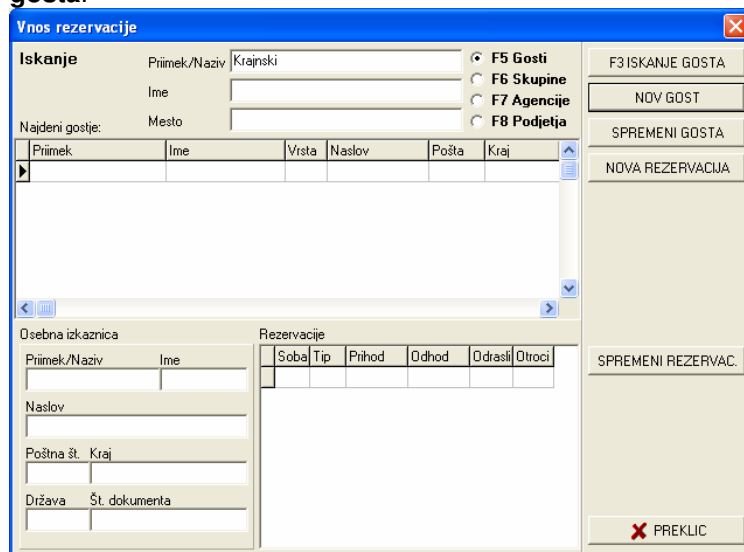 gosta.
Vnos rezervacije
Iskanje
Priimek/Naziv Krajnski
Ime
Mesto
F5 Gosti
F6 Skupine
F7 Agencije
F8 Podjetja
Najdeni gostje:
Priimek Ime Vrsta Naslov Pošta Kraj
Osebna izkaznica
Priimek/Naziv Ime
Naslov
Poštna št. Kraj
Država Št. dokumenta
Rezervacije
Soba Tip Prihod Odhod Odrasli Otroci
F3 ISKANJE GOSTA
NOV GOST
SPREMENI GOSTA
NOVA REZERVACIJA
SPREMENI REZERVAC.
PREKLIC